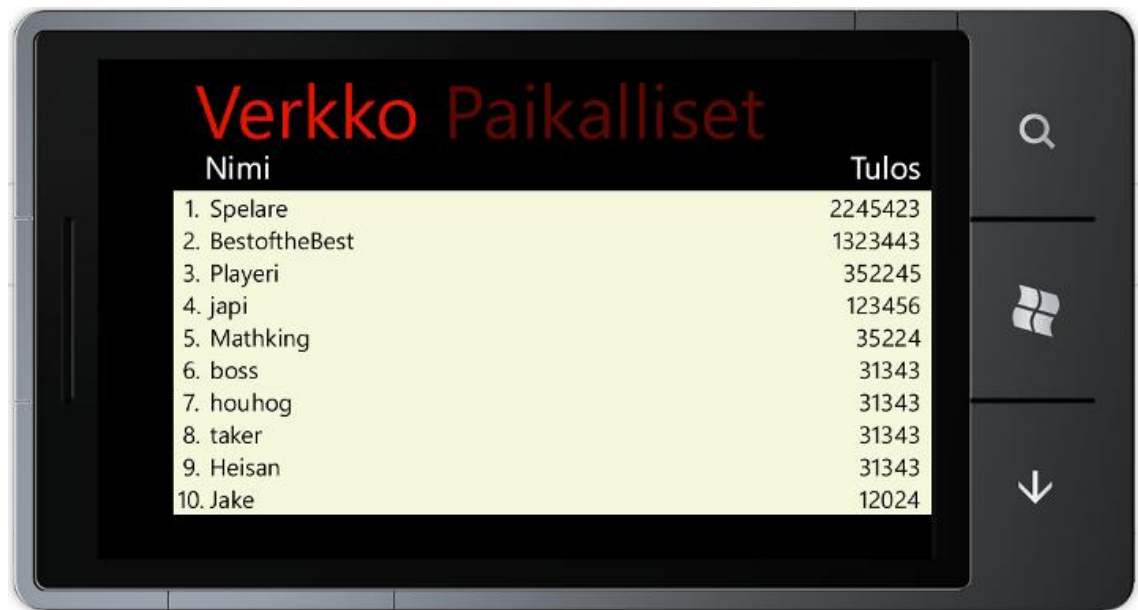 Verkko Paikalliset
Nimi Tulos
1. Spelare 2245423
2. BestoftheBest 1323443
3. Playeri 352245
4. japi 123456
5. Mathking 35224
6. boss 31343
7. houhog 31343
8. taker 31343
9. Heisan 31343
10. Jake 12024